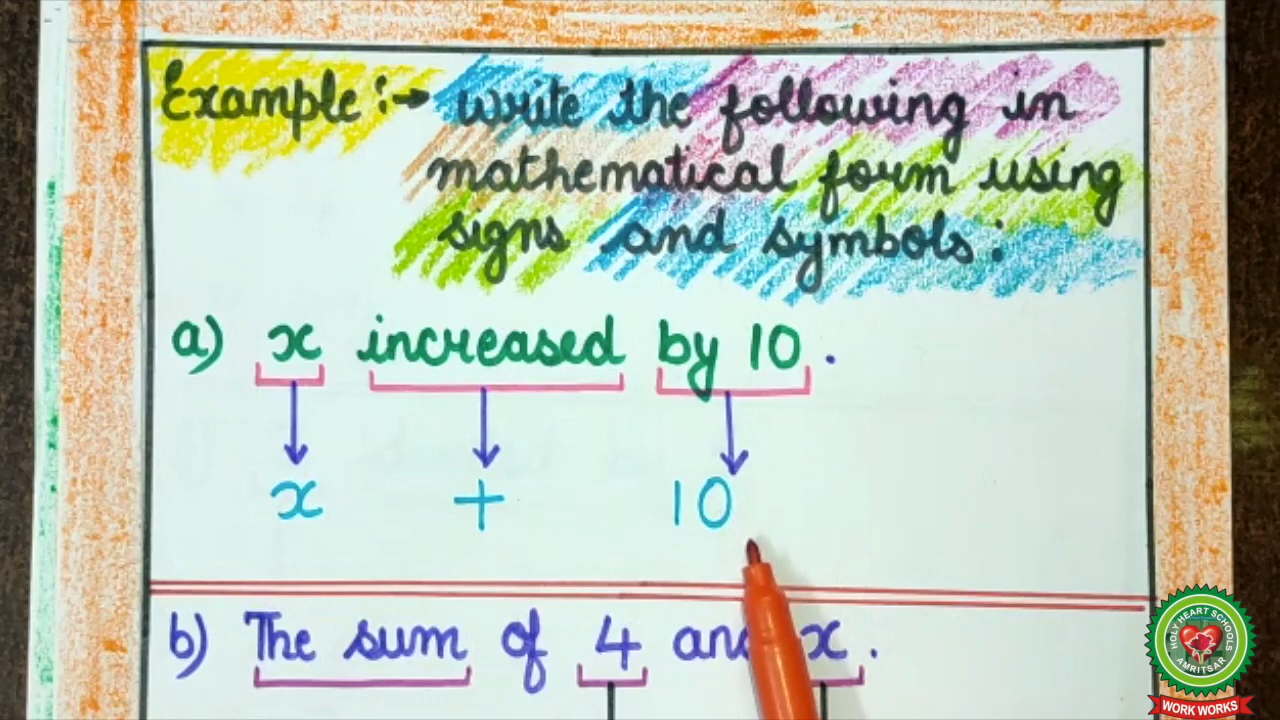 Example :→ write the following in
mathematical form using
signs and symbols :
a) x increased by 10 .
x + 10
b) The sum of 4 and x .
HOLY HEART SCHOOLS
AMRITSAR
WORK WORKS